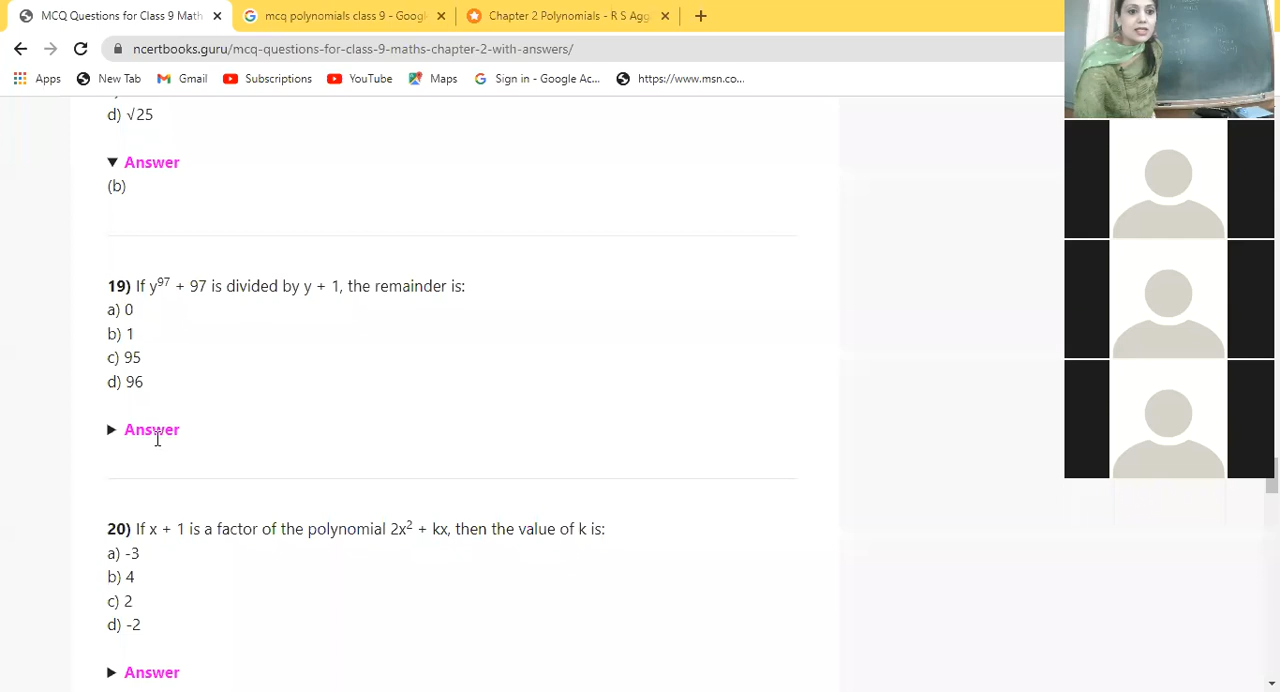 MCQ Questions for Class 9 Math
mcq polynomials class 9 - Googl
Chapter 2 Polynomials - R S Agg
ncertbooks.guru/mcq-questions-for-class-9-maths-chapter-2-with-answers/
Apps
New Tab
Gmail
Subscriptions
YouTube
Maps
Sign in - Google Ac...
https://www.msn.co...
d) √25
Answer
(b)
19) If y⁹⁷ + 97 is divided by y + 1, the remainder is:
a) 0
b) 1
c) 95
d) 96
Answer
20) If x + 1 is a factor of the polynomial 2x² + kx, then the value of k is:
a) -3
b) 4
c) 2
d) -2
Answer